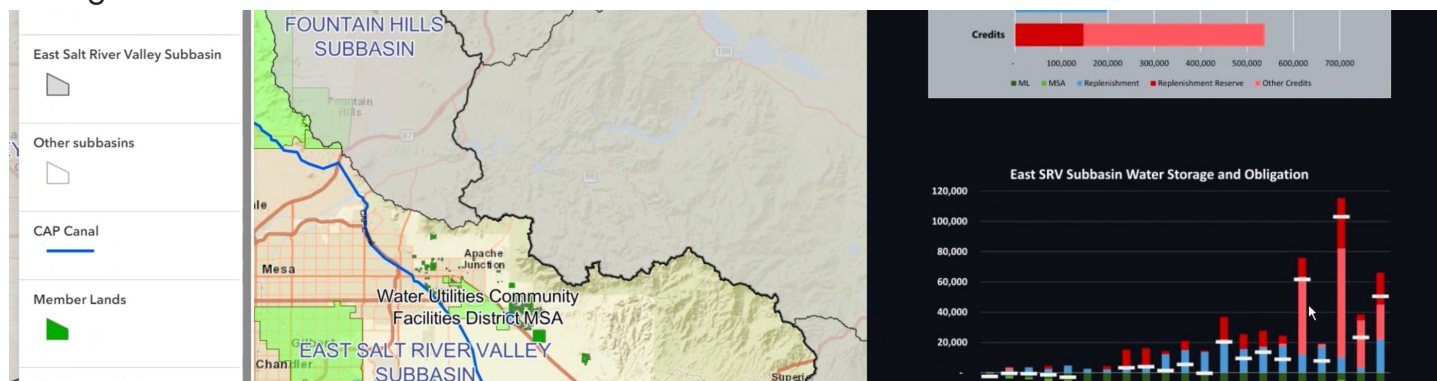 East Salt River Valley Subbasin
Other subbasins
CAP Canal
Member Lands
FOUNTAIN HILLS
SUBBASIN
Fountain
Hills
Mesa
Apache
Junction
Water Utilities Community
Facilities District MSA
EAST SALT RIVER VALLEY
SUBBASIN
Chandler
Superi
Credits
- 100,000 200,000 300,000 400,000 500,000 600,000 700,000
ML MSA Replenishment Replenishment Reserve Other Credits
East SRV Subbasin Water Storage and Obligation
120,000
100,000
80,000
60,000
40,000
20,000
-